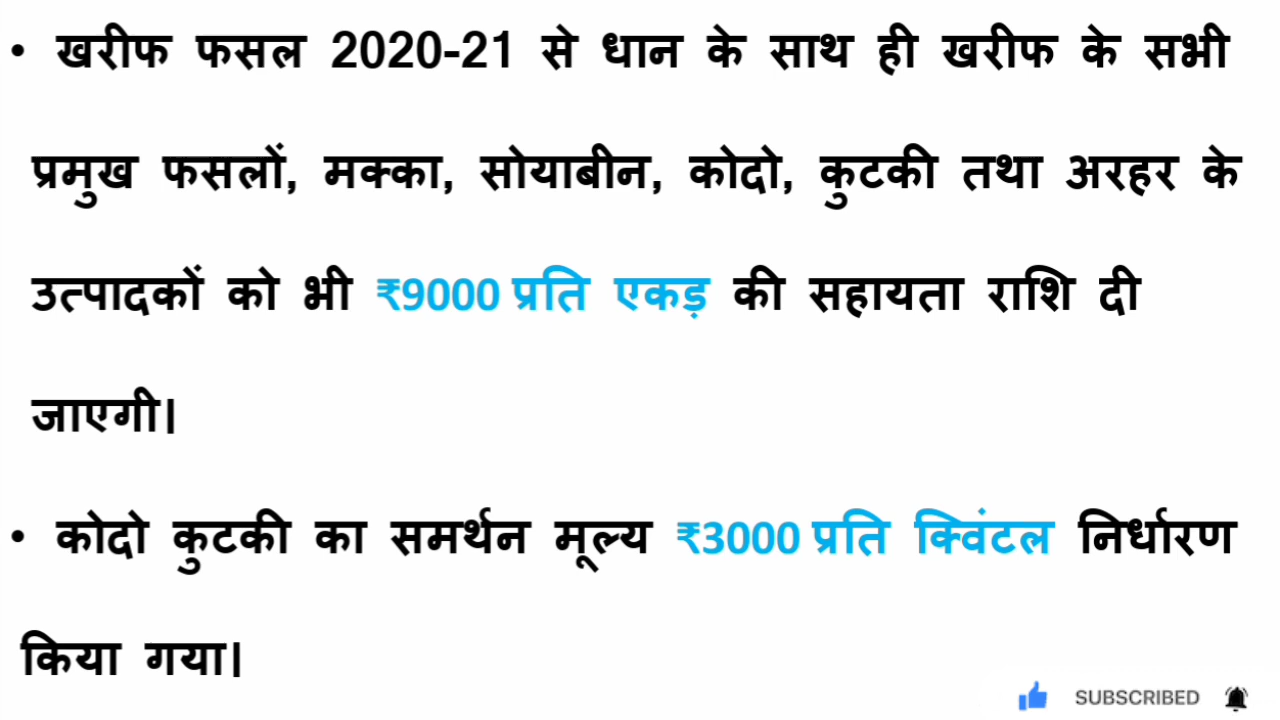 • खरीफ फसल 2020-21 से धान के साथ ही खरीफ के सभी
प्रमुख फसलों, मक्का, सोयाबीन, कोदो, कुटकी तथा अरहर के
उत्पादकों को भी ₹9000 प्रति एकड़ की सहायता राशि दी
जाएगी।
• कोदो कुटकी का समर्थन मूल्य ₹3000 प्रति क्विंटल निर्धारण
किया गया।
SUBSCRIBED